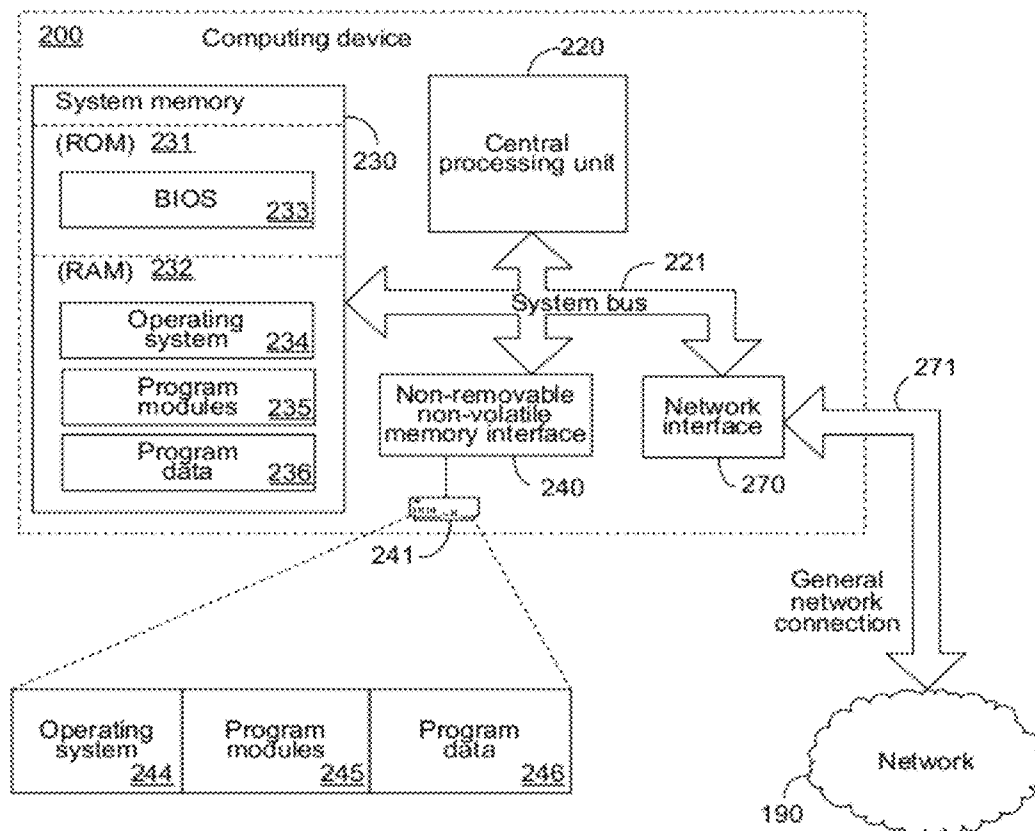 200 Computing device
220
System memory
230
(ROM) 231
BIOS
233
Central
processing unit
(RAM) 232
Operating
system 234
Program
modules 235
Program
data 236
221
System bus
Non-removable
non-volatile
memory interface
240
241
Network
interface
270
271
General
network
connection
Operating
system 244
Program
modules 245
Program
data 246
Network
190